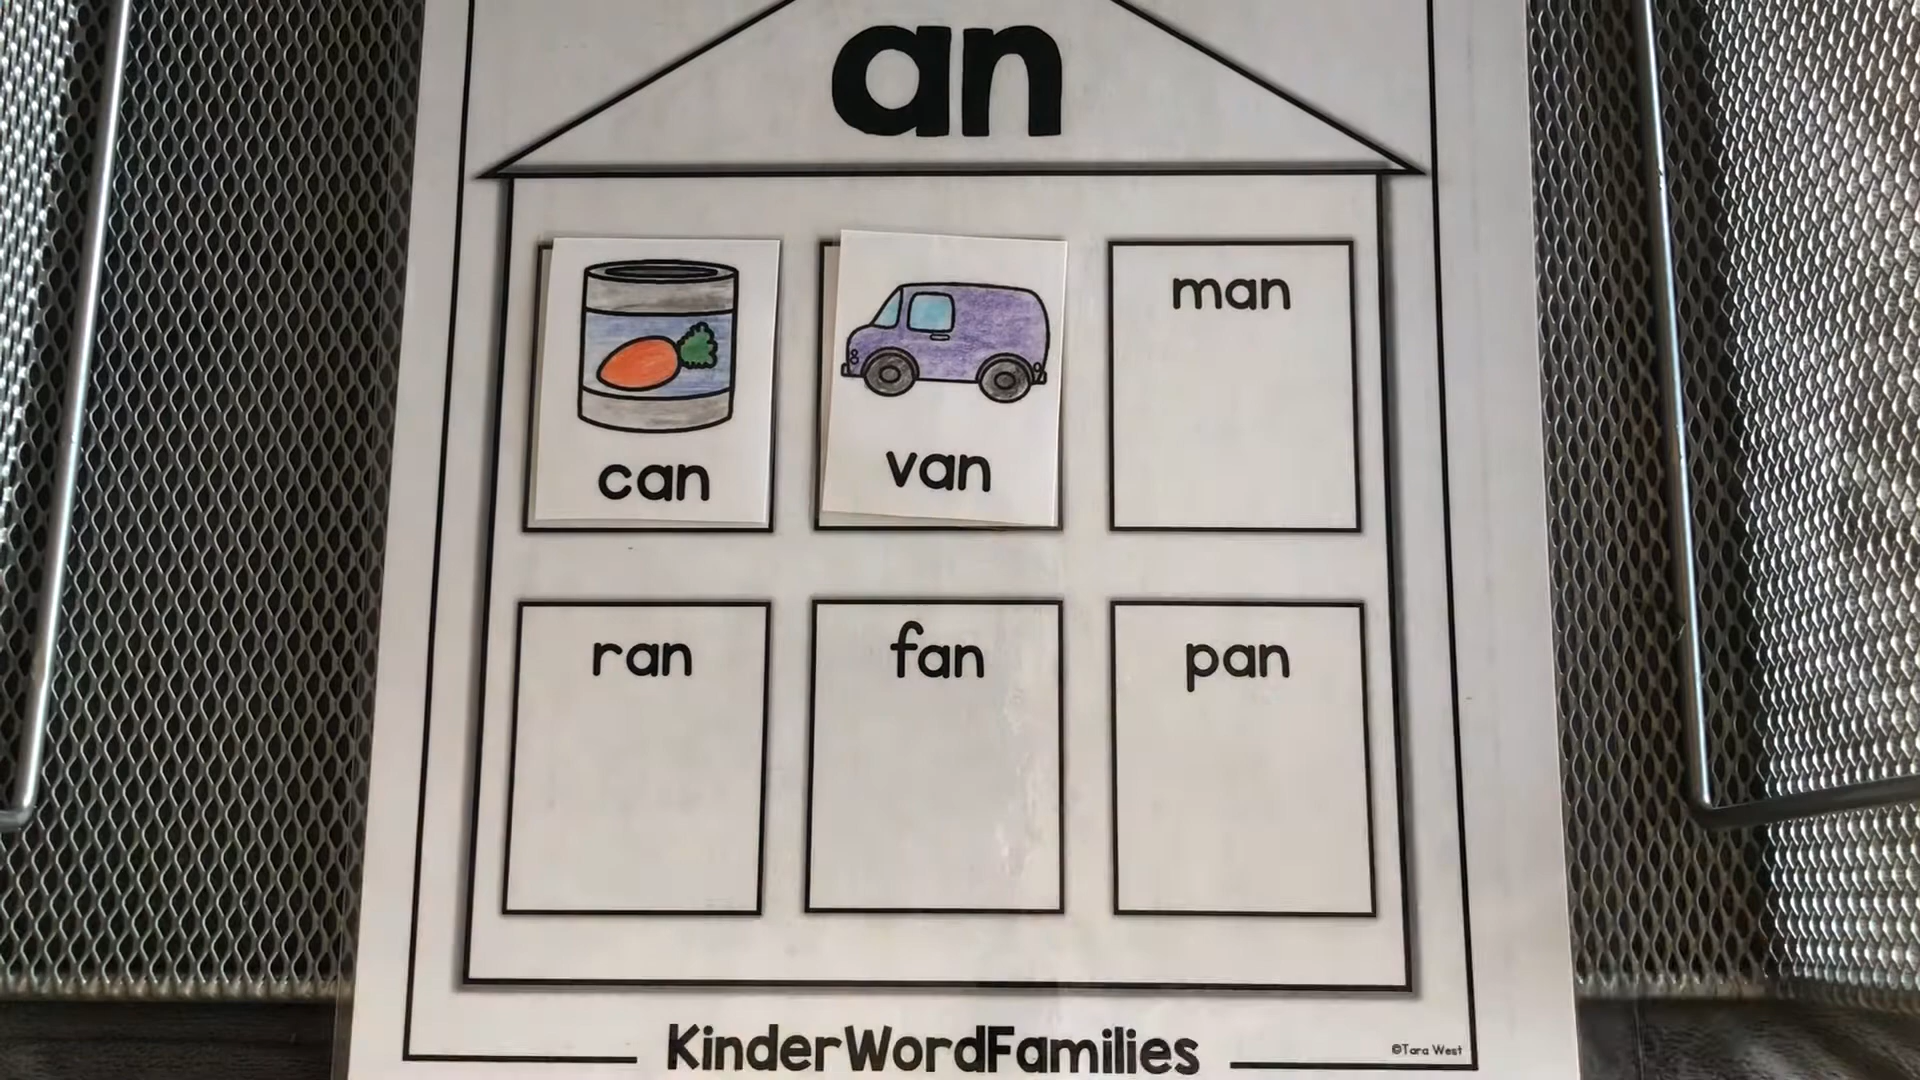 an
can
van
man
ran
fan
pan
KinderWordFamilies
©Tara West